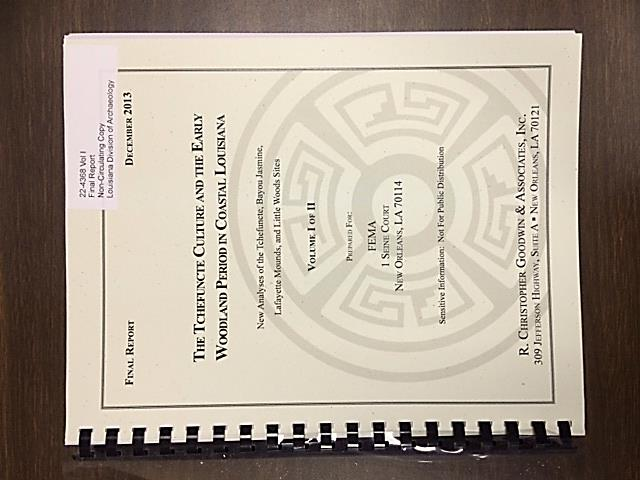 22-4368 Vol I
Final Report
Non-Circulating Copy
Louisiana Division of Archaeology
FINAL REPORT
DECEMBER 2013
THE TCHEFUNCTE CULTURE AND THE EARLY
WOODLAND PERIOD IN COASTAL LOUISIANA
New Analyses of the Tchefuncte, Bayou Jasmine,
Lafayette Mounds, and Little Woods Sites
VOLUME I OF II
PREPARED FOR:
FEMA
1 SEINE COURT
NEW ORLEANS, LA 70114
Sensitive Information: Not For Public Distribution
R. CHRISTOPHER GOODWIN & ASSOCIATES, INC.
309 JEFFERSON HIGHWAY, SUITE A • NEW ORLEANS, LA 70121